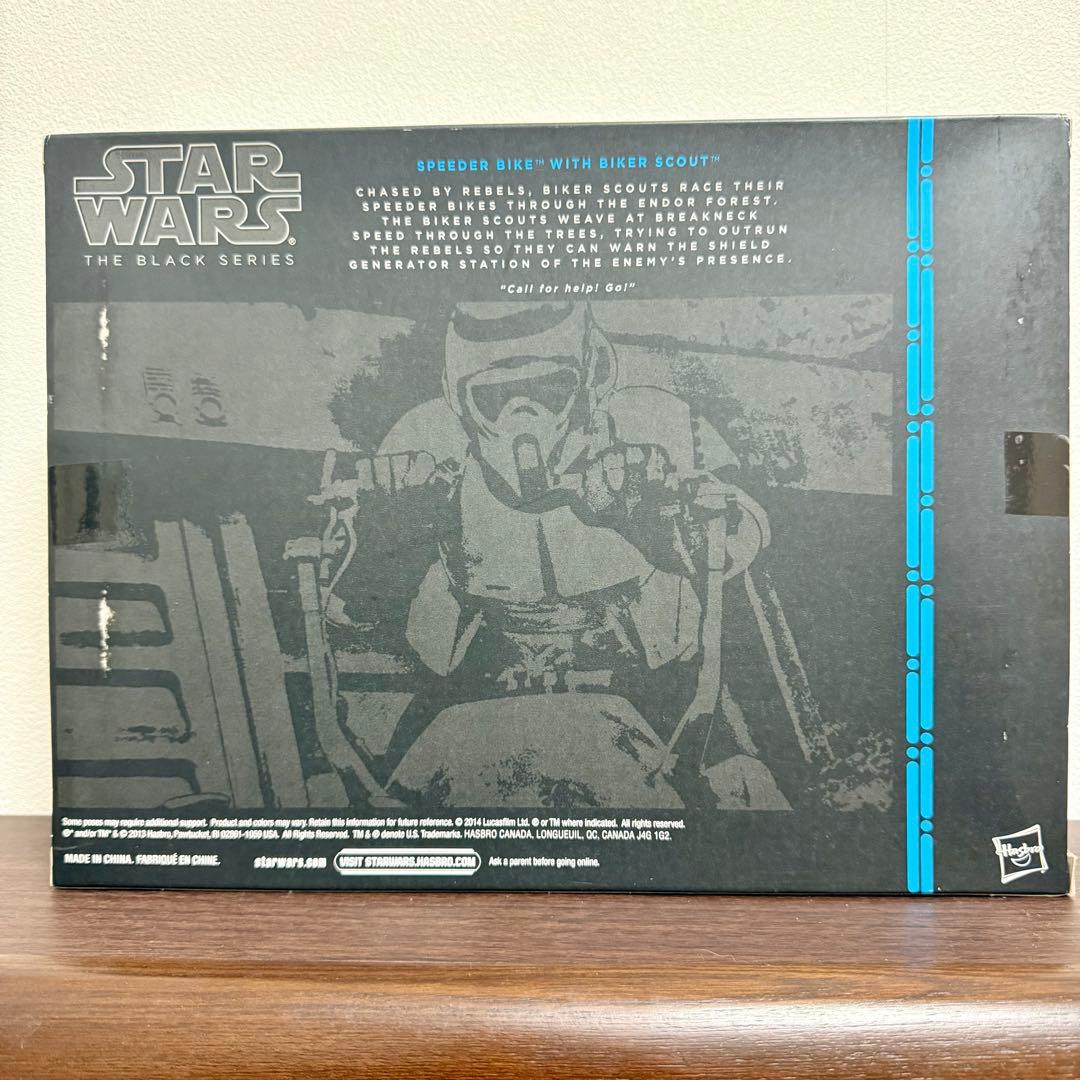 STAR
WARS®
THE BLACK SERIES
SPEEDER BIKE™ WITH BIKER SCOUT™
CHASED BY REBELS, BIKER SCOUTS RACE THEIR
SPEEDER BIKES THROUGH THE ENDOR FOREST.
THE BIKER SCOUTS WEAVE AT BREAKNECK
SPEED THROUGH THE TREES, TRYING TO OUTRUN
THE REBELS SO THEY CAN WARN THE SHIELD
GENERATOR STATION OF THE ENEMY'S PRESENCE.
"Call for help! Go!"
Some poses may require additional support. Product and colors may vary. Retain this information for future reference. © 2014 Lucasfilm Ltd. ® or TM where indicated. All rights reserved.
®* and/or TM* & © 2013 Hasbro, Pawtucket, RI 02861-1059 USA. All Rights Reserved. TM & ® denote U.S. Trademarks. HASBRO CANADA, LONGUEUIL, QC, CANADA J4G 1G2.
MADE IN CHINA. FABRIQUÉ EN CHINE. starwars.com VISIT STARWARS.HASBRO.COM Ask a parent before going online.
Hasbro